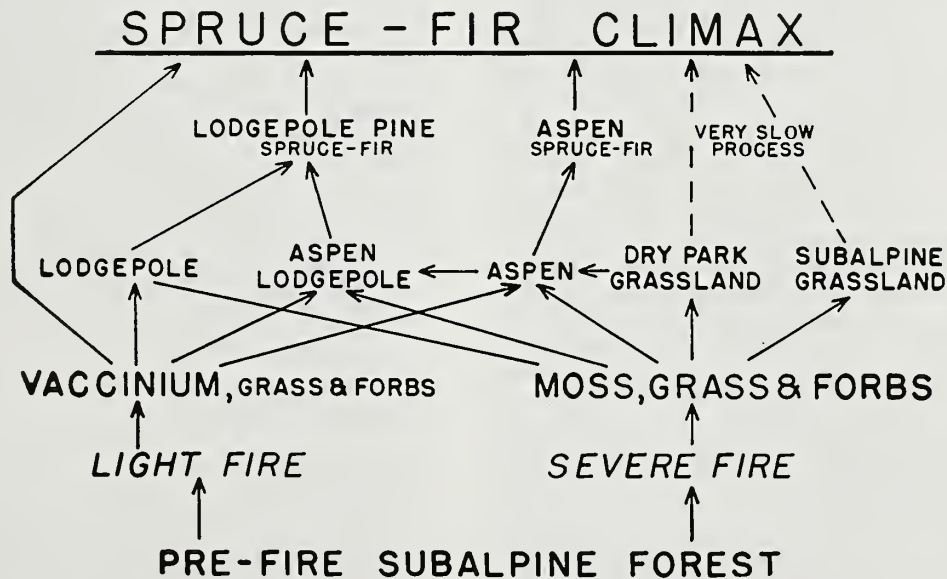 SPRUCE - FIR CLIMAX
LODGEPOLE PINE
SPRUCE-FIR
ASPEN
SPRUCE-FIR
VERY SLOW
PROCESS
LODGEPOLE
ASPEN
LODGEPOLE
ASPEN
DRY PARK
GRASSLAND
SUBALPINE
GRASSLAND
VACCINIUM, GRASS & FORBS
MOSS, GRASS & FORBS
LIGHT FIRE
SEVERE FIRE
PRE-FIRE SUBALPINE FOREST